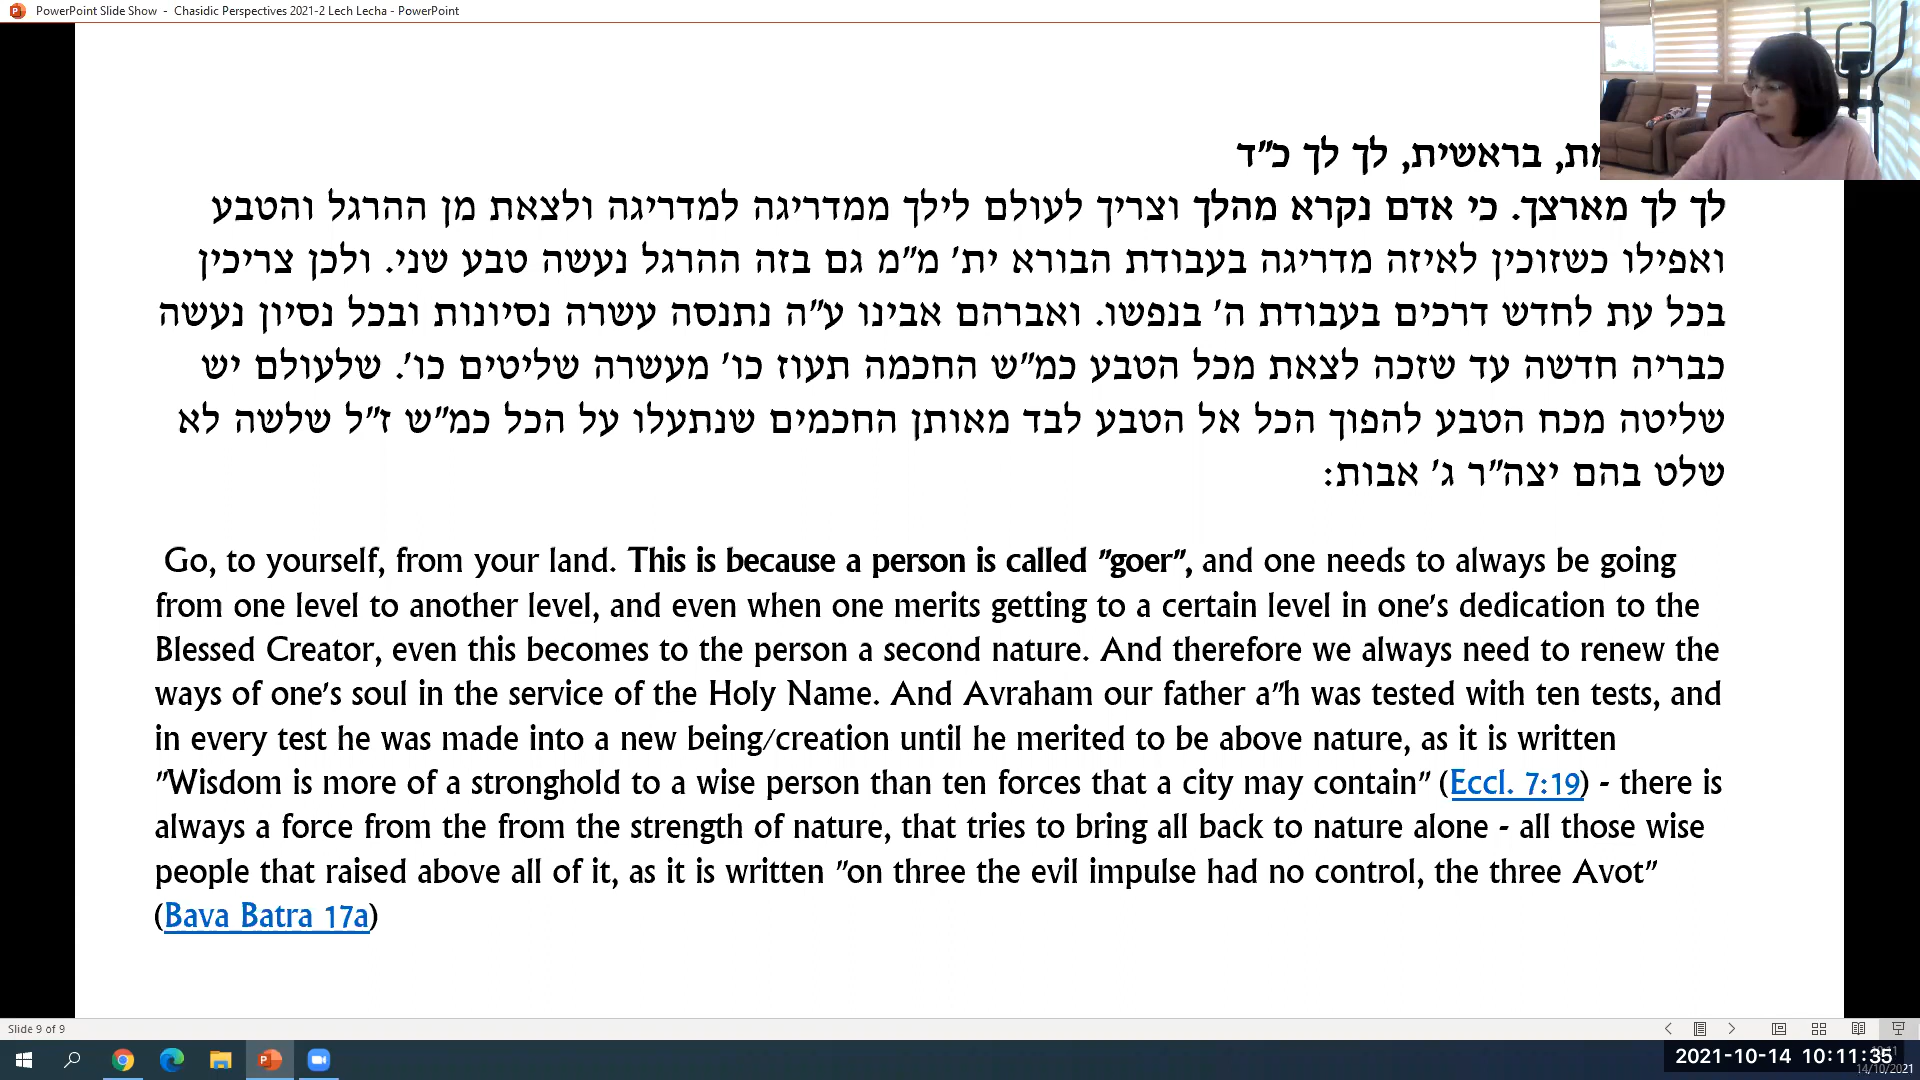 PowerPoint Slide Show - Chasidic Perspectives 2021-2 Lech Lecha - PowerPoint
בראשית, לך לך כ"ד
לך לך מארצך. כי אדם נקרא מהלך וצריך לעולם לילך ממדריגה למדריגה ולצאת מן ההרגל והטבע
ואפילו כשזוכין לאיזה מדריגה בעבודת הבורא ית' מ"מ גם בזה ההרגל נעשה טבע שני. ולכן צריכין
בכל עת לחדש דרכים בעבודת ה' בנפשו. ואברהם אבינו ע"ה נתנסה עשרה נסיונות ובכל נסיון נעשה
כבריה חדשה עד שזכה לצאת מכל הטבע כמ"ש החכמה תעוז כו' מעשרה שליטים כו'. שלעולם יש
שליטה מכח הטבע להפוך הכל אל הטבע לבד מאותן החכמים שנתעלו על הכל כמ"ש ז"ל שלשה לא
שלט בהם יצה"ר ג' אבות:
Go, to yourself, from your land. This is because a person is called "goer", and one needs to always be going
from one level to another level, and even when one merits getting to a certain level in one's dedication to the
Blessed Creator, even this becomes to the person a second nature. And therefore we always need to renew the
ways of one's soul in the service of the Holy Name. And Avraham our father a"h was tested with ten tests, and
in every test he was made into a new being/creation until he merited to be above nature, as it is written
"Wisdom is more of a stronghold to a wise person than ten forces that a city may contain" (Eccl. 7:19) - there is
always a force from the from the strength of nature, that tries to bring all back to nature alone - all those wise
people that raised above all of it, as it is written "on three the evil impulse had no control, the three Avot"
(Bava Batra 17a)
Slide 9 of 9
2021-10-14 10:11:35
14/10/2021